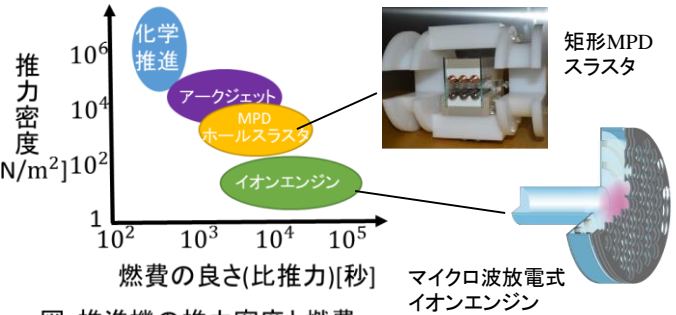 化学
推進
アークジェット
MPD
ホールスラスタ
イオンエンジン
推
力
密
度
N/m²]
10⁶
10⁴
10²
1
10²
10³
10⁴
10⁵
燃費の良さ(比推力)[秒]
矩形MPD
スラスタ
マイクロ波放電式
イオンエンジン